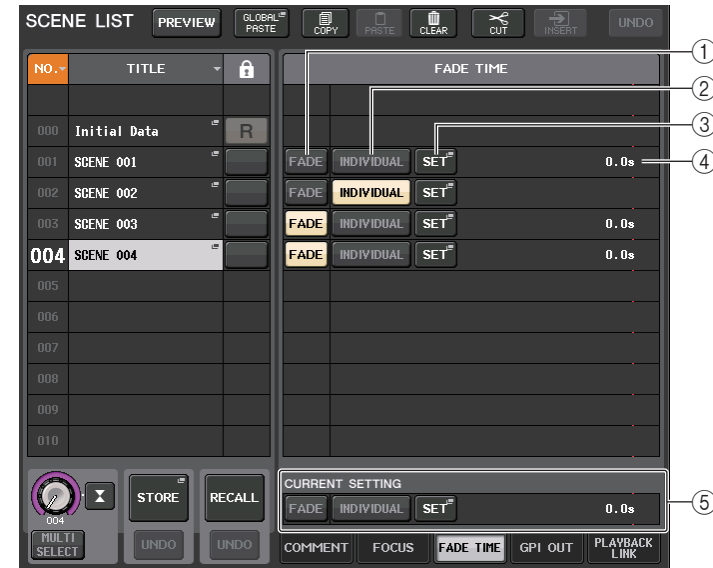 SCENE LIST PREVIEW GLOBAL PASTE COPY PASTE CLEAR CUT INSERT UNDO
NO. TITLE FADE TIME
①
②
③
④
000 Initial Data R
001 SCENE 001 FADE INDIVIDUAL SET 0.0s
002 SCENE 002 FADE INDIVIDUAL SET
003 SCENE 003 FADE INDIVIDUAL SET 0.0s
004 SCENE 004 FADE INDIVIDUAL SET 0.0s
005
006
007
008
009
010
004
MULTI SELECT
STORE
UNDO
RECALL
UNDO
CURRENT SETTING
FADE INDIVIDUAL SET 0.0s
⑤
COMMENT FOCUS FADE TIME GPI OUT PLAYBACK LINK